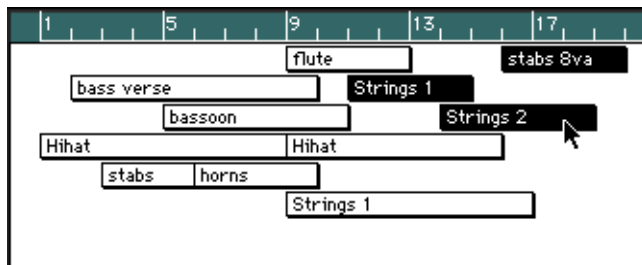 1 5 9 13 17
flute stabs 8va
bass verse Strings 1
bassoon Strings 2
Hihat Hihat
stabs horns
Strings 1